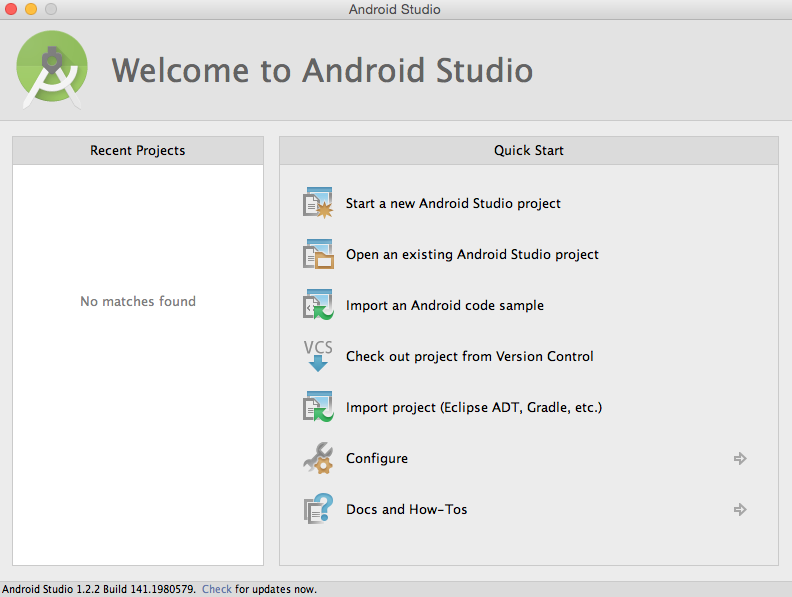 Android Studio
Welcome to Android Studio
Recent Projects
No matches found
Quick Start
Start a new Android Studio project
Open an existing Android Studio project
Import an Android code sample
VCS
Check out project from Version Control
Import project (Eclipse ADT, Gradle, etc.)
Configure
Docs and How-Tos
Android Studio 1.2.2 Build 141.1980579. Check for updates now.